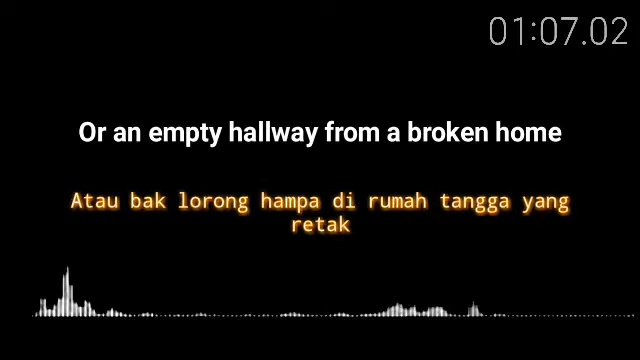 01:07.02
Or an empty hallway from a broken home
Atau bak lorong hampa di rumah tangga yang
retak